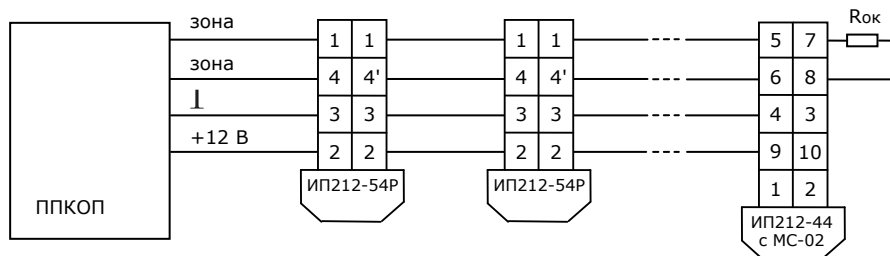 зона
1 1 1 1 5 7 Rок
зона
4 4' 4 4' 6 8
3 3 3 3 4 3
+12 В
2 2 2 2 9 10
1 2
ИП212-54Р ИП212-54Р
ППКОП
ИП212-44
с МС-02